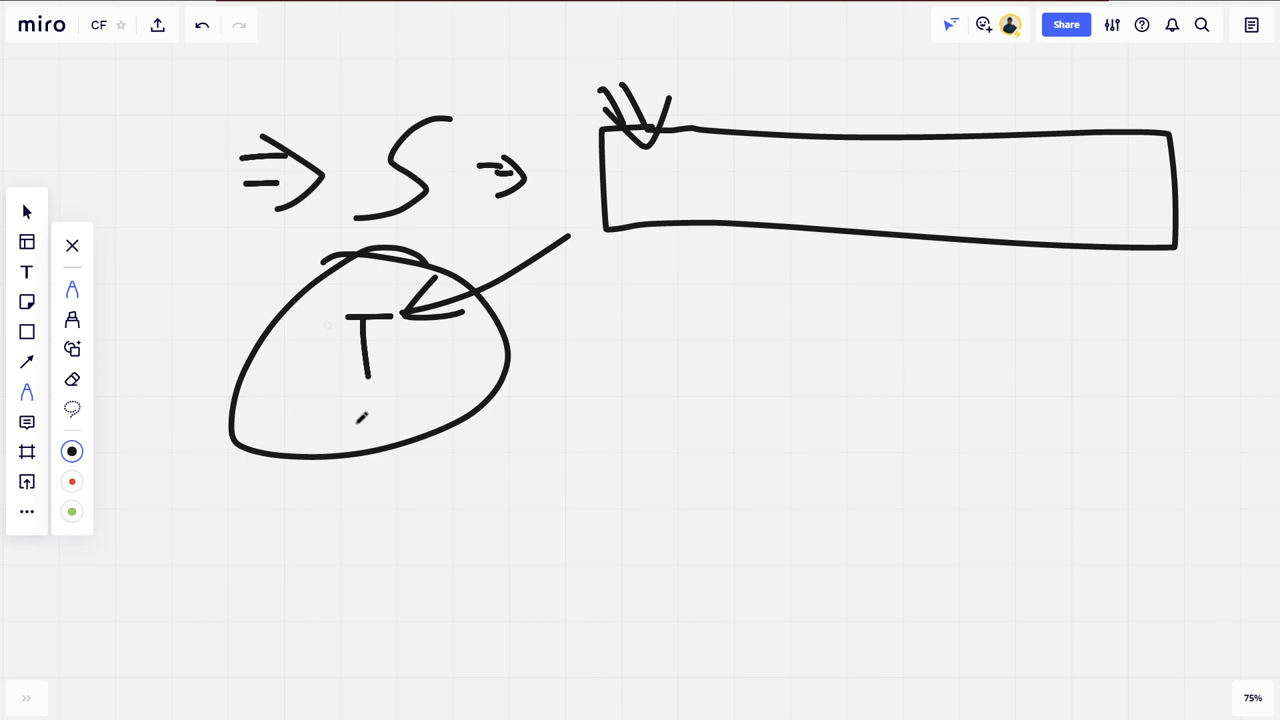 miro CF Share
=> S =>
T
T
75%